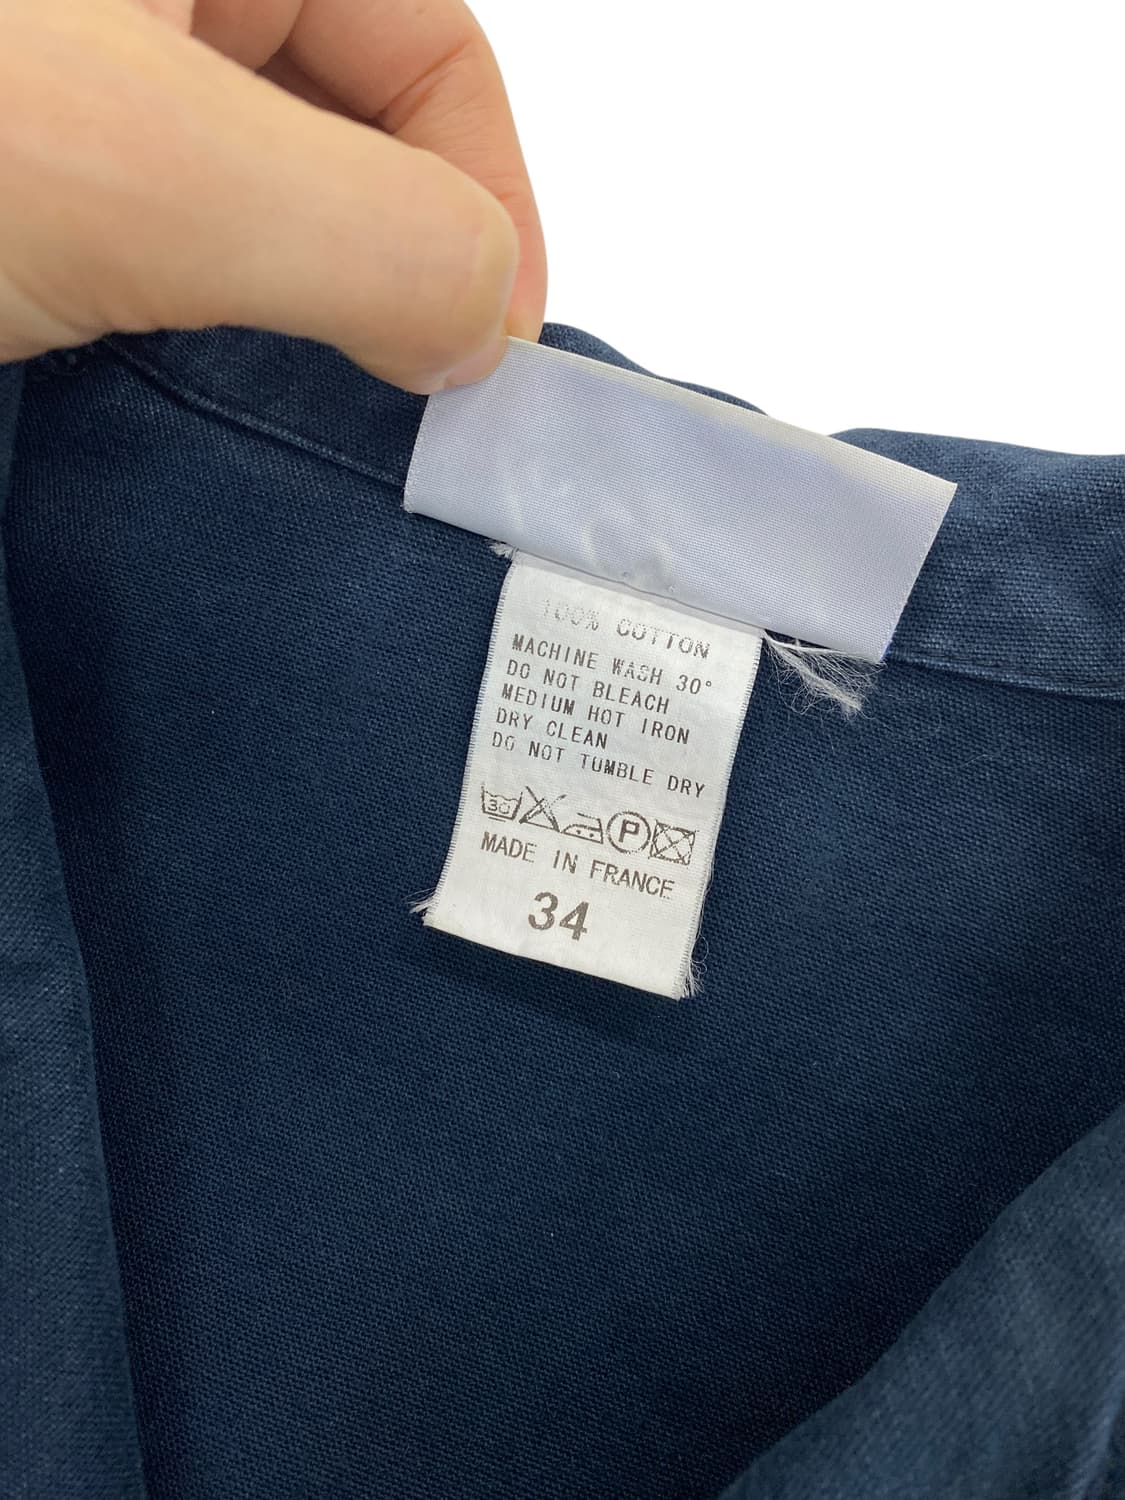 100% COTTON
MACHINE WASH 30°
DO NOT BLEACH
MEDIUM HOT IRON
DRY CLEAN
DO NOT TUMBLE DRY
30 P
MADE IN FRANCE
34